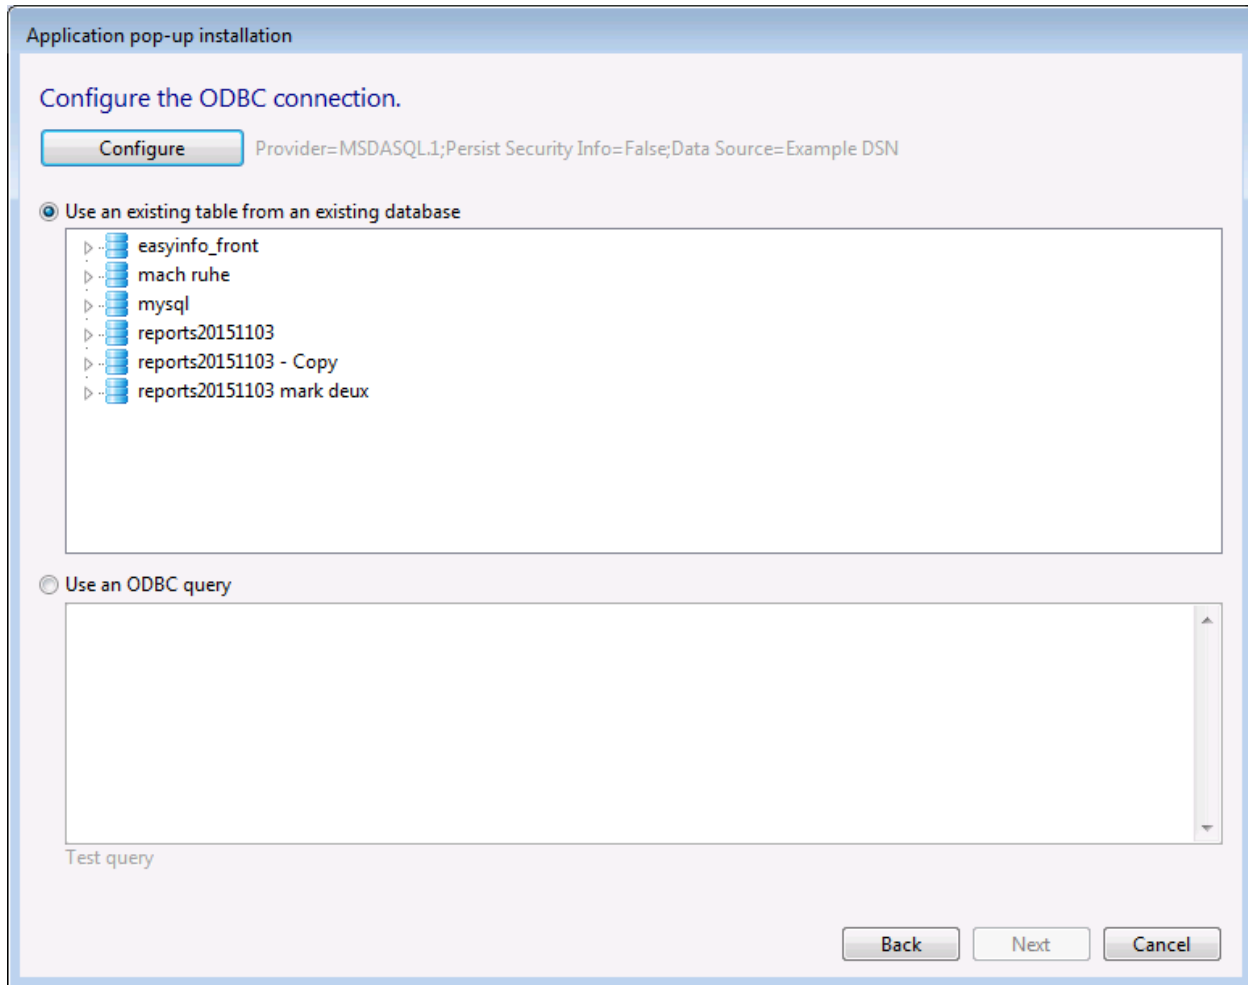 Application pop-up installation
Configure the ODBC connection.
Configure Provider=MSDASQL.1;Persist Security Info=False;Data Source=Example DSN
Use an existing table from an existing database
easyinfo_front
mach ruhe
mysql
reports20151103
reports20151103 - Copy
reports20151103 mark deux
Use an ODBC query
Test query
Back Next Cancel